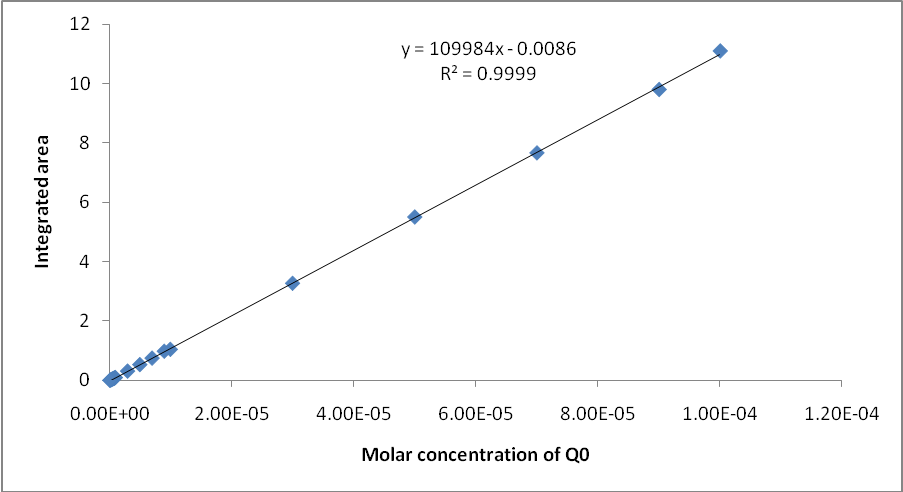 y = 109984x - 0.0086
R² = 0.9999
12
10
8
6
4
2
0
Integrated area
0.00E+00 2.00E-05 4.00E-05 6.00E-05 8.00E-05 1.00E-04 1.20E-04
Molar concentration of Q0